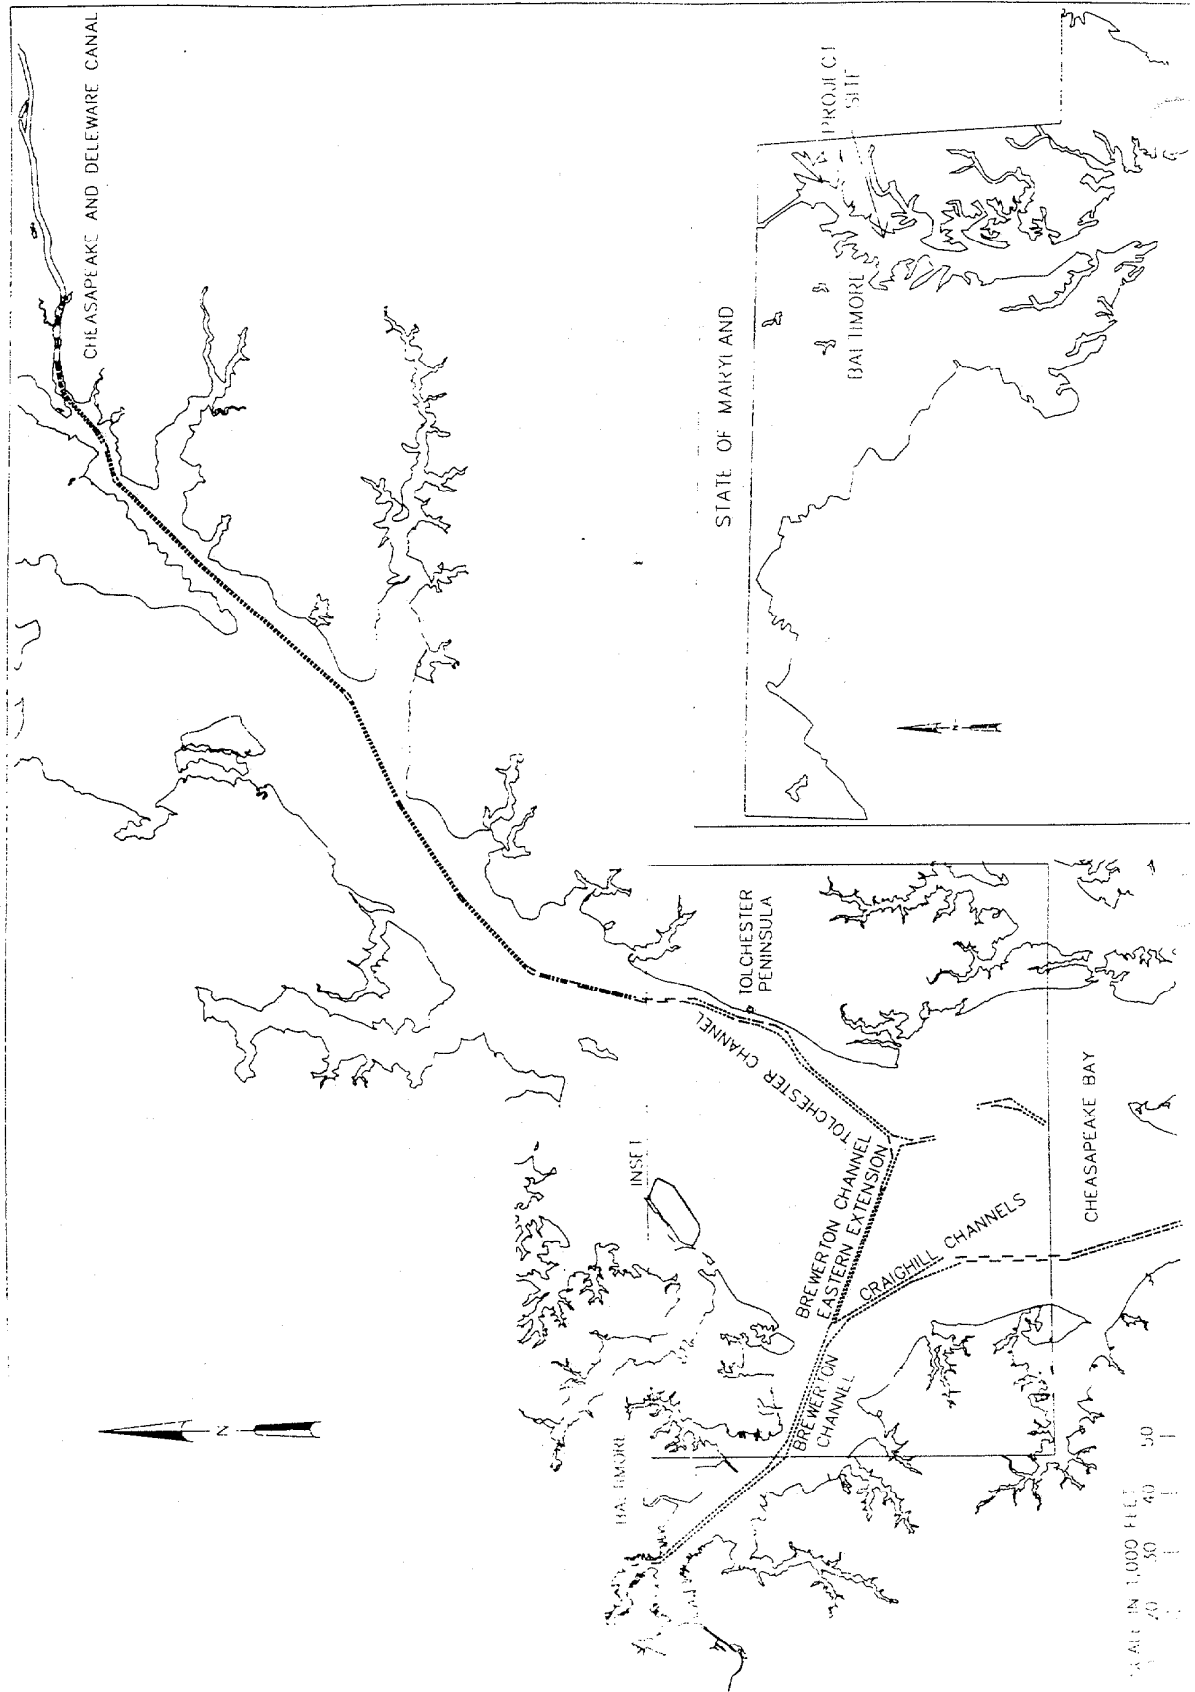 CHEASAPEAKE AND DELEWARE CANAL
PROJECT
SITE
BALTIMORE
STATE OF MARYLAND
N
TOLCHESTER
PENINSULA
TOLCHESTER CHANNEL
INSET
BREWERTON CHANNEL
EASTERN EXTENSION
CRAIGHILL CHANNELS
CHEASAPEAKE BAY
BREWERTON
CHANNEL
BALTIMORE
N
SCALE IN 1,000 FEET
20 30 40 50